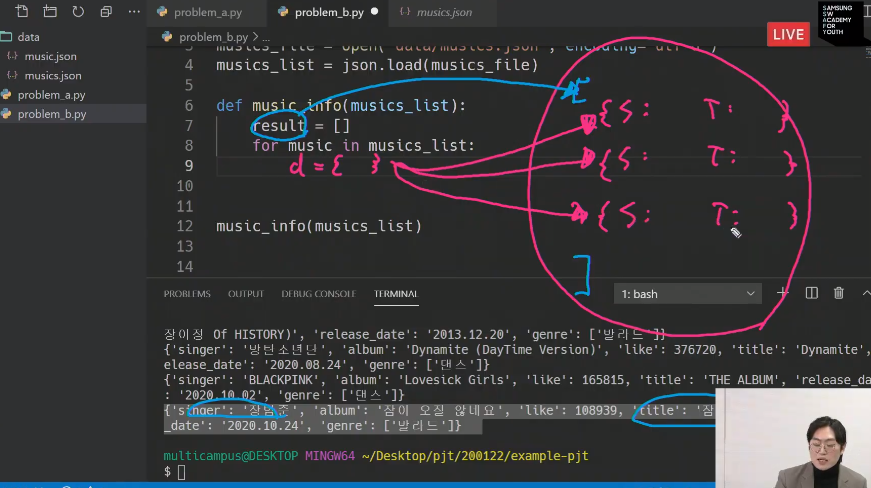 problem_a.py problem_b.py musics.json
LIVE
SAMSUNG
SW
ACADEMY
FOR
YOUTH
data
music.json
musics.json
problem_a.py
problem_b.py
problem_b.py > ...
4 musics_list = json.load(musics_file)
5
6 def music_info(musics_list):
7 result = []
8 for music in musics_list:
9 d = { }
10
11
12 music_info(musics_list)
13
14
[
{ S: T: }
{ S: T: }
{ S: T: }
]
PROBLEMS OUTPUT DEBUG CONSOLE TERMINAL 1: bash
Of HISTORY)', 'release_date': '2013.12.20', 'genre': ['발라드']}
{'singer': '방탄소년단', 'album': 'Dynamite (DayTime Version)', 'like': 376720, 'title': 'Dynamite',
elease_date': '2020.08.24', 'genre': ['댄스']}
{'singer': 'BLACKPINK', 'album': 'Lovesick Girls', 'like': 165815, 'title': 'THE ALBUM', 'release_da
: '2020.10.02', 'genre': ['댄스']}
{'singer': '장범준', 'album': '잠이 오질 않네요', 'like': 108939, 'title': '잠
_date': '2020.10.24', 'genre': ['발라드']}
multicampus@DESKTOP MINGW64 ~/Desktop/pjt/200122/example-pjt
$